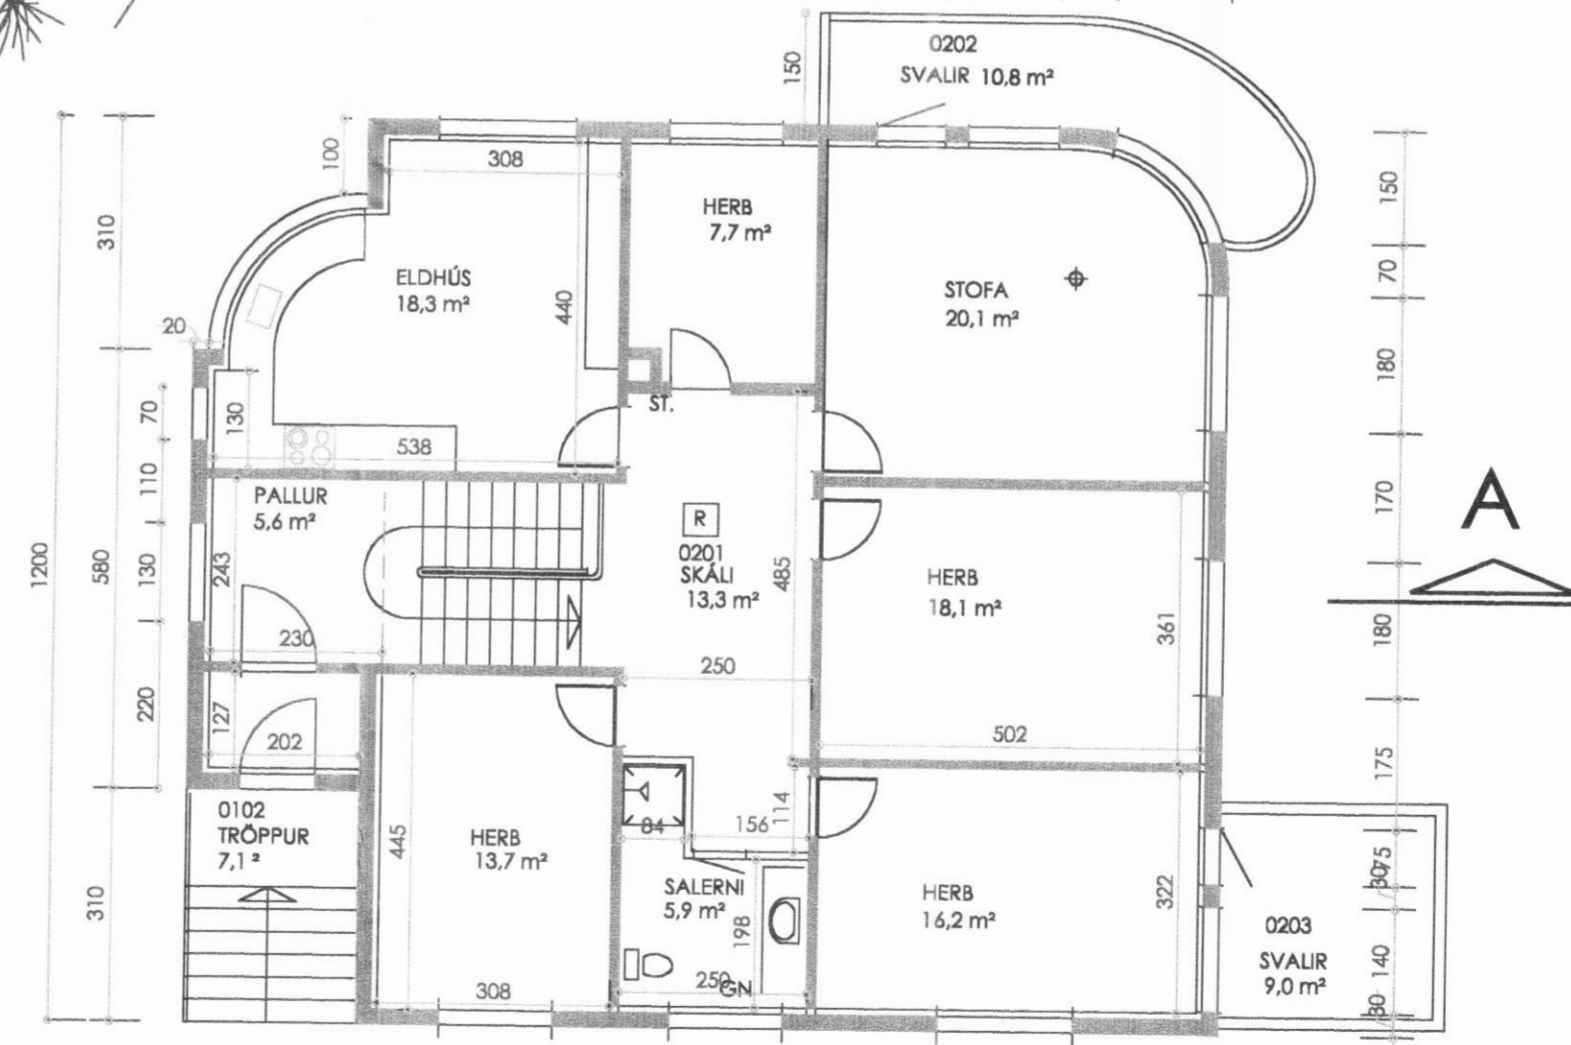 0202
SVALIR 10,8 m²
150
100
308
HERB
7,7 m²
310
ELDHÚS
18,3 m²
440
STOFA
20,1 m²
150
70
20
180
70
130
ST.
538
110
PALLUR
5,6 m²
R
0201
SKÁLI
13,3 m²
485
170
A
1200
580
130
243
HERB
18,1 m²
361
180
230
250
220
127
202
502
175
0102
TRÖPPUR
7,1 ²
445
HERB
13,7 m²
84
156
114
3075
310
SALERNI
5,9 m²
198
HERB
16,2 m²
322
0203
SVALIR
9,0 m²
140
308
250
GN
30